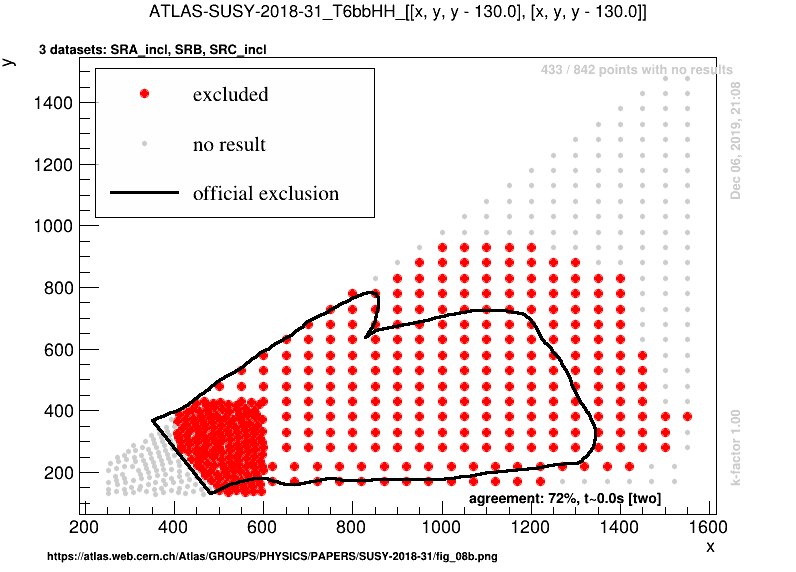 ATLAS-SUSY-2018-31_T6bbHH_[[x, y, y - 130.0], [x, y, y - 130.0]]
y
3 datasets: SRA_incl, SRB, SRC_incl
433 / 842 points with no results
excluded
no result
official exclusion
Dec 06, 2019, 21:08
k-factor 1.00
1400
1200
1000
800
600
400
200
agreement: 72%, t~0.0s [two]
200 400 600 800 1000 1200 1400 1600
x
https://atlas.web.cern.ch/Atlas/GROUPS/PHYSICS/PAPERS/SUSY-2018-31/fig_08b.png